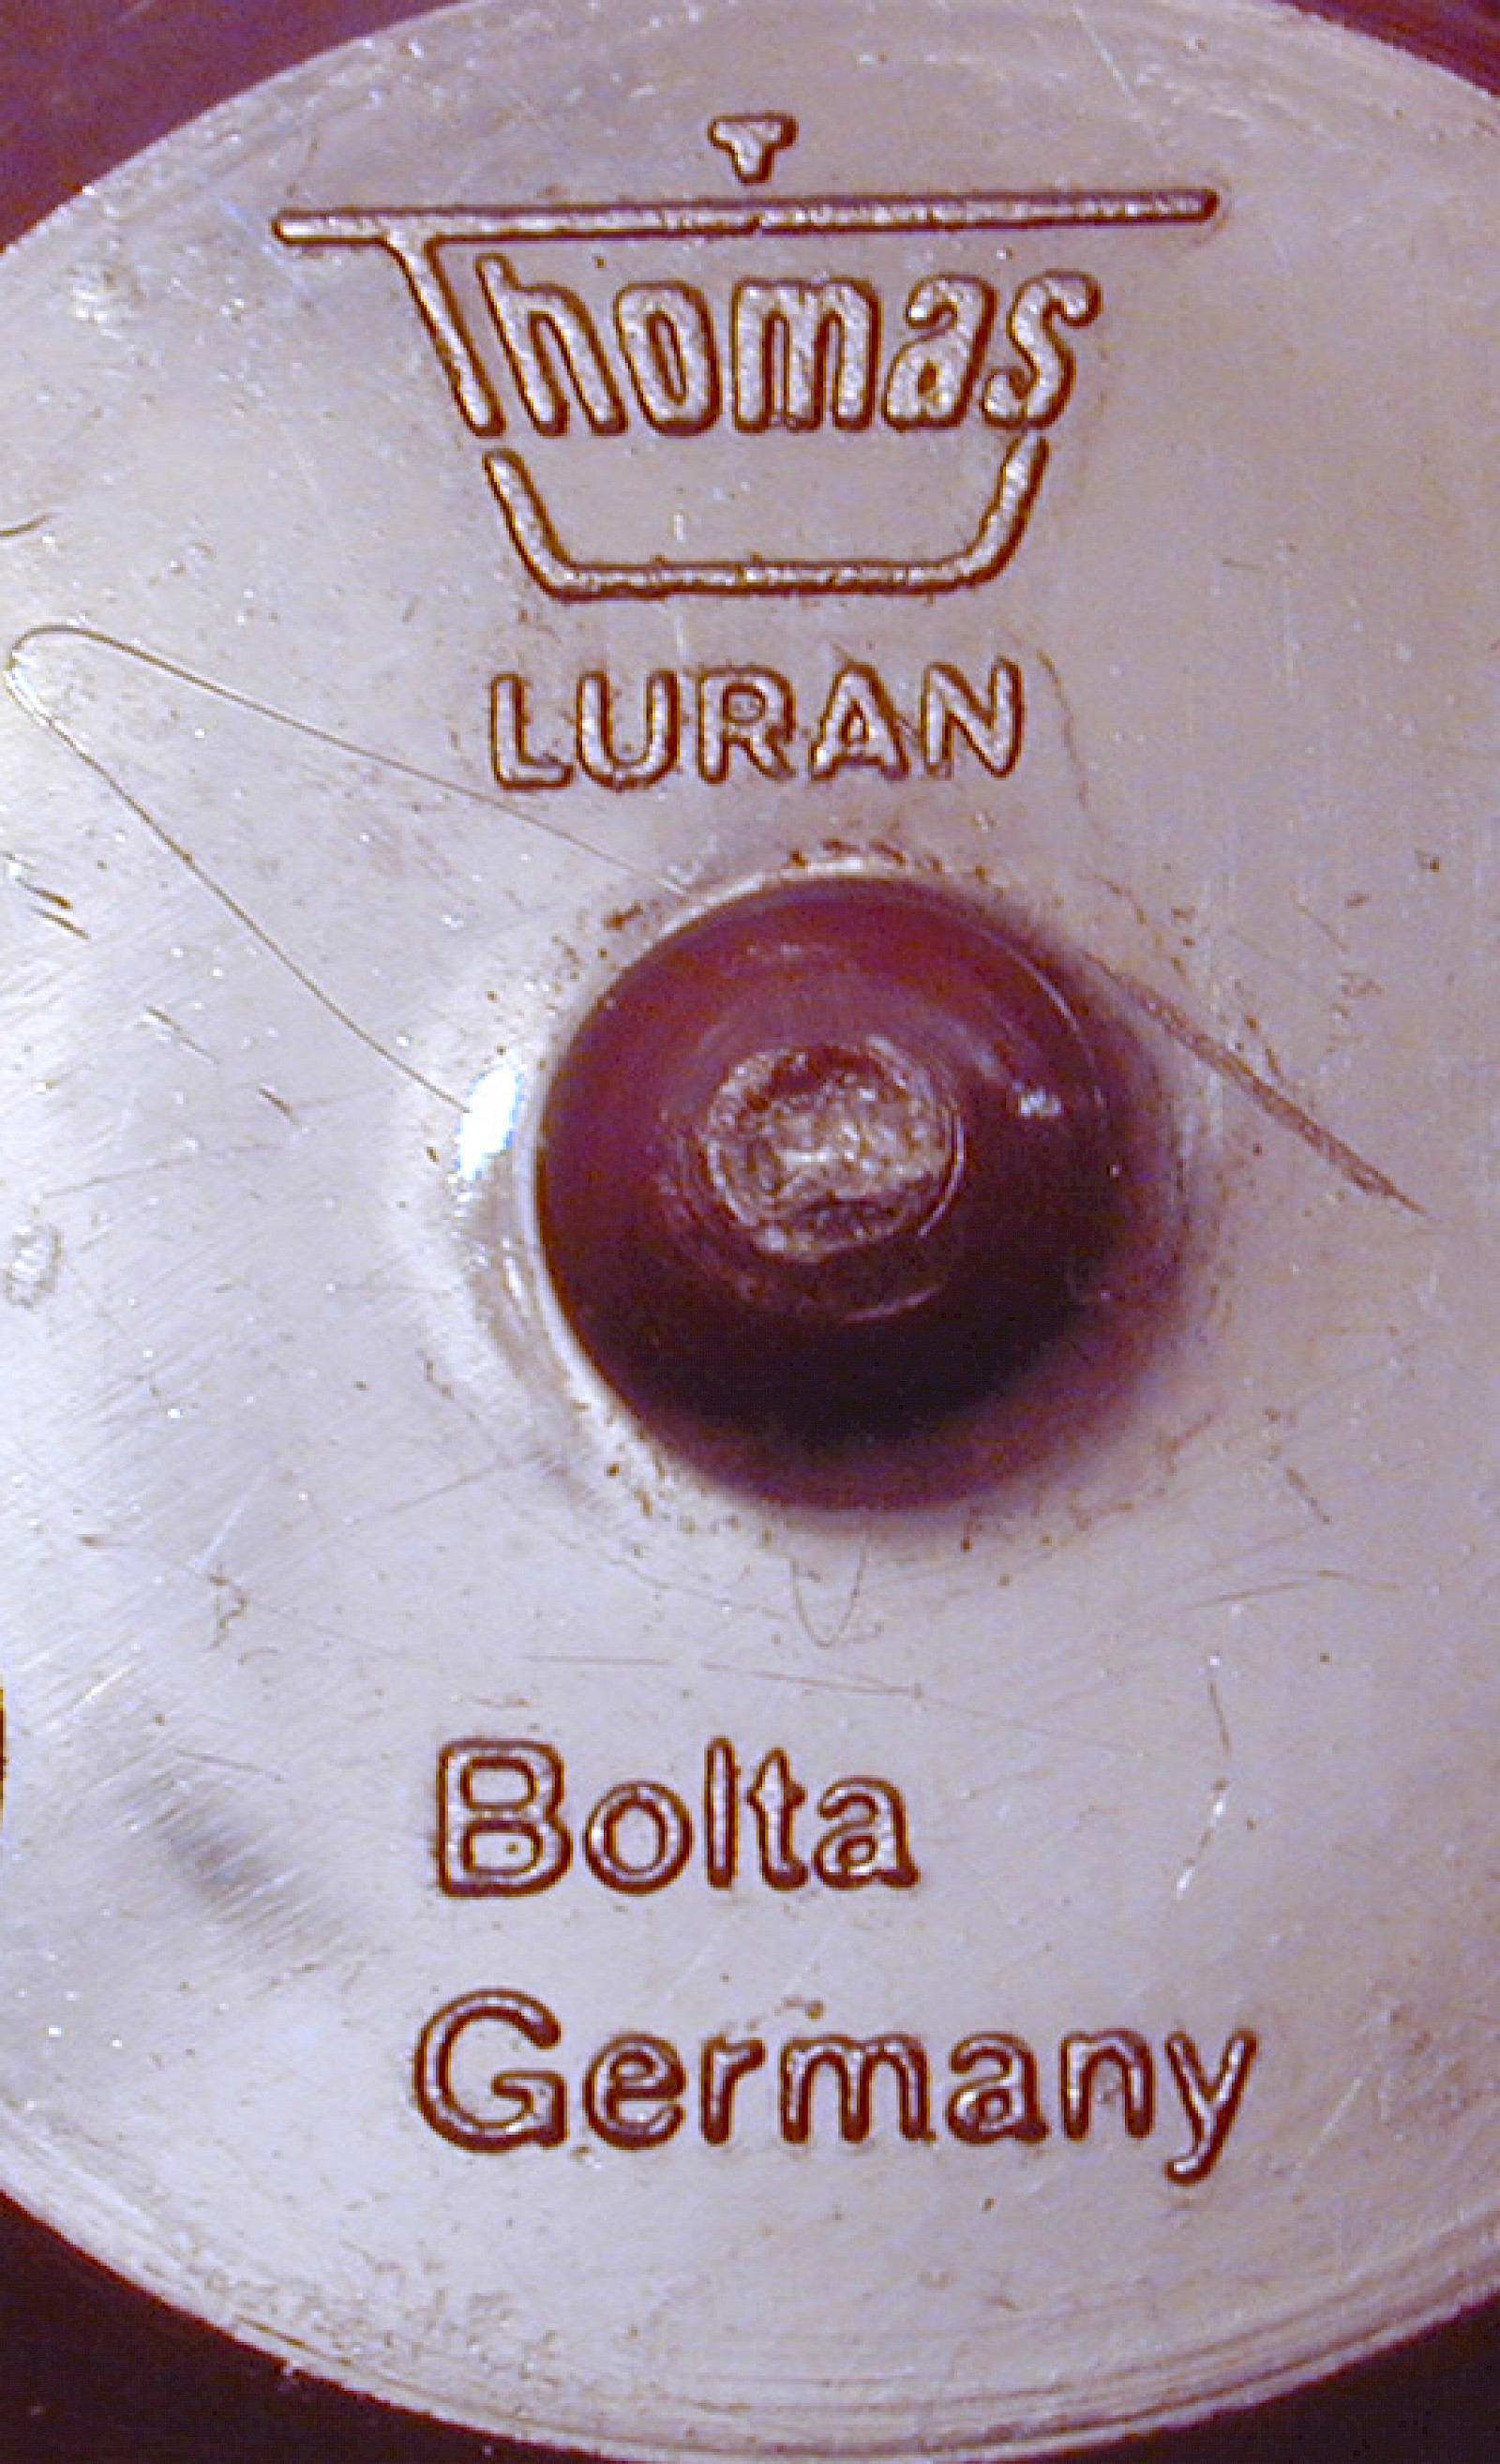 Thomas
LURAN
Bolta
Germany